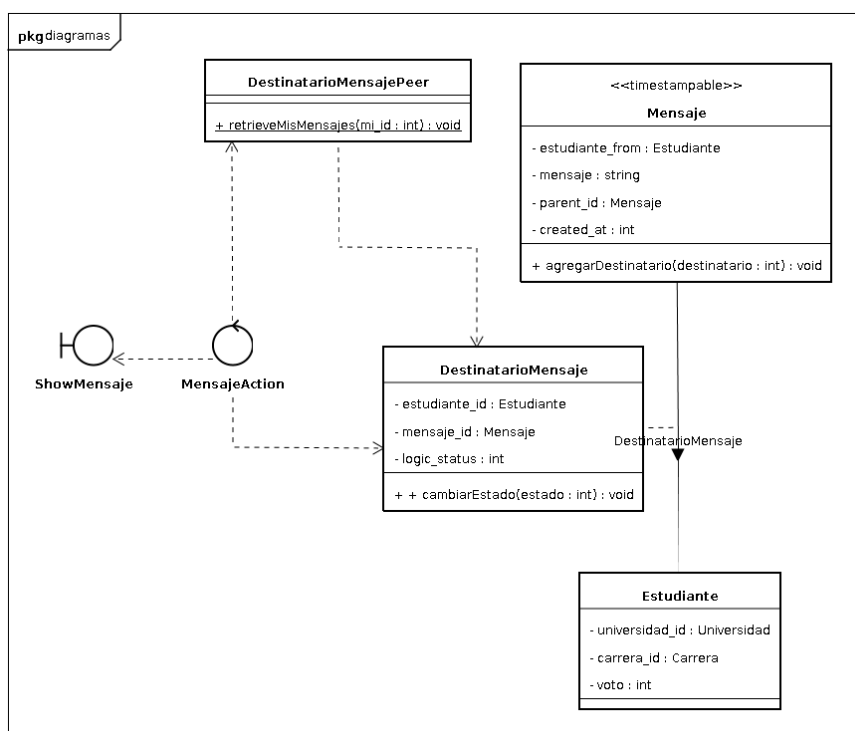 pkg diagramas
DestinatarioMensajePeer
+ retrieveMisMensajes(mi_id : int) : void
<<timestampable>>
Mensaje
- estudiante_from : Estudiante
- mensaje : string
- parent_id : Mensaje
- created_at : int
+ agregarDestinatario(destinatario : int) : void
ShowMensaje
MensajeAction
DestinatarioMensaje
- estudiante_id : Estudiante
- mensaje_id : Mensaje
- logic_status : int
+ + cambiarEstado(estado : int) : void
DestinatarioMensaje
Estudiante
- universidad_id : Universidad
- carrera_id : Carrera
- voto : int